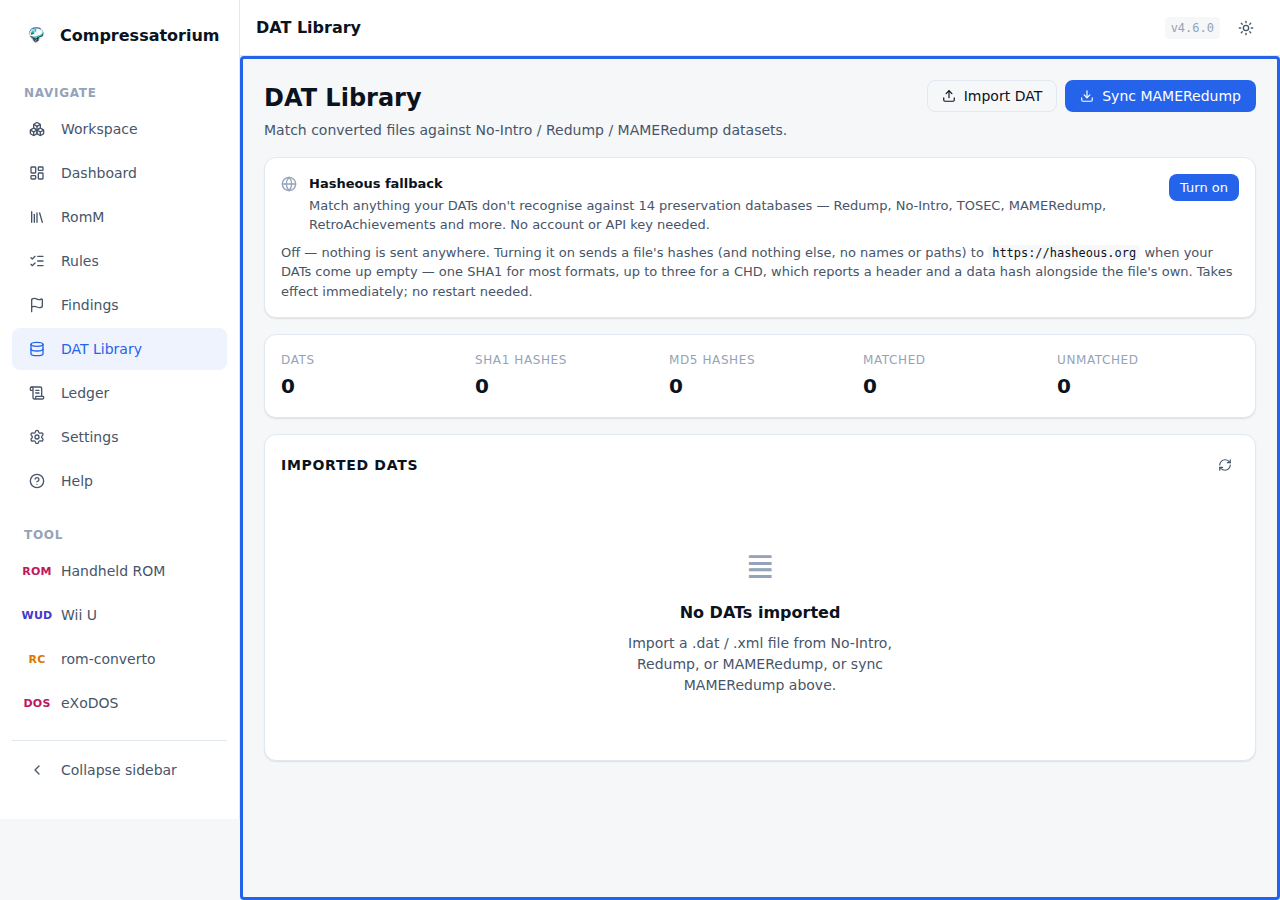 Compressatorium
NAVIGATE
Workspace
Dashboard
RomM
Rules
Findings
DAT Library
Ledger
Settings
Help
TOOL
ROM Handheld ROM
WUD Wii U
RC rom-converto
DOS eXoDOS
Collapse sidebar
DAT Library
v4.6.0
DAT Library
Import DAT
Sync MAMERedump
Match converted files against No-Intro / Redump / MAMERedump datasets.
Hasheous fallback
Turn on
Match anything your DATs don't recognise against 14 preservation databases — Redump, No-Intro, TOSEC, MAMERedump,
RetroAchievements and more. No account or API key needed.
Off — nothing is sent anywhere. Turning it on sends a file's hashes (and nothing else, no names or paths) to https://hasheous.org when your
DATs come up empty — one SHA1 for most formats, up to three for a CHD, which reports a header and a data hash alongside the file's own. Takes
effect immediately; no restart needed.
DATS SHA1 HASHES MD5 HASHES MATCHED UNMATCHED
0 0 0 0 0
IMPORTED DATS
No DATs imported
Import a .dat / .xml file from No-Intro,
Redump, or MAMERedump, or sync
MAMERedump above.